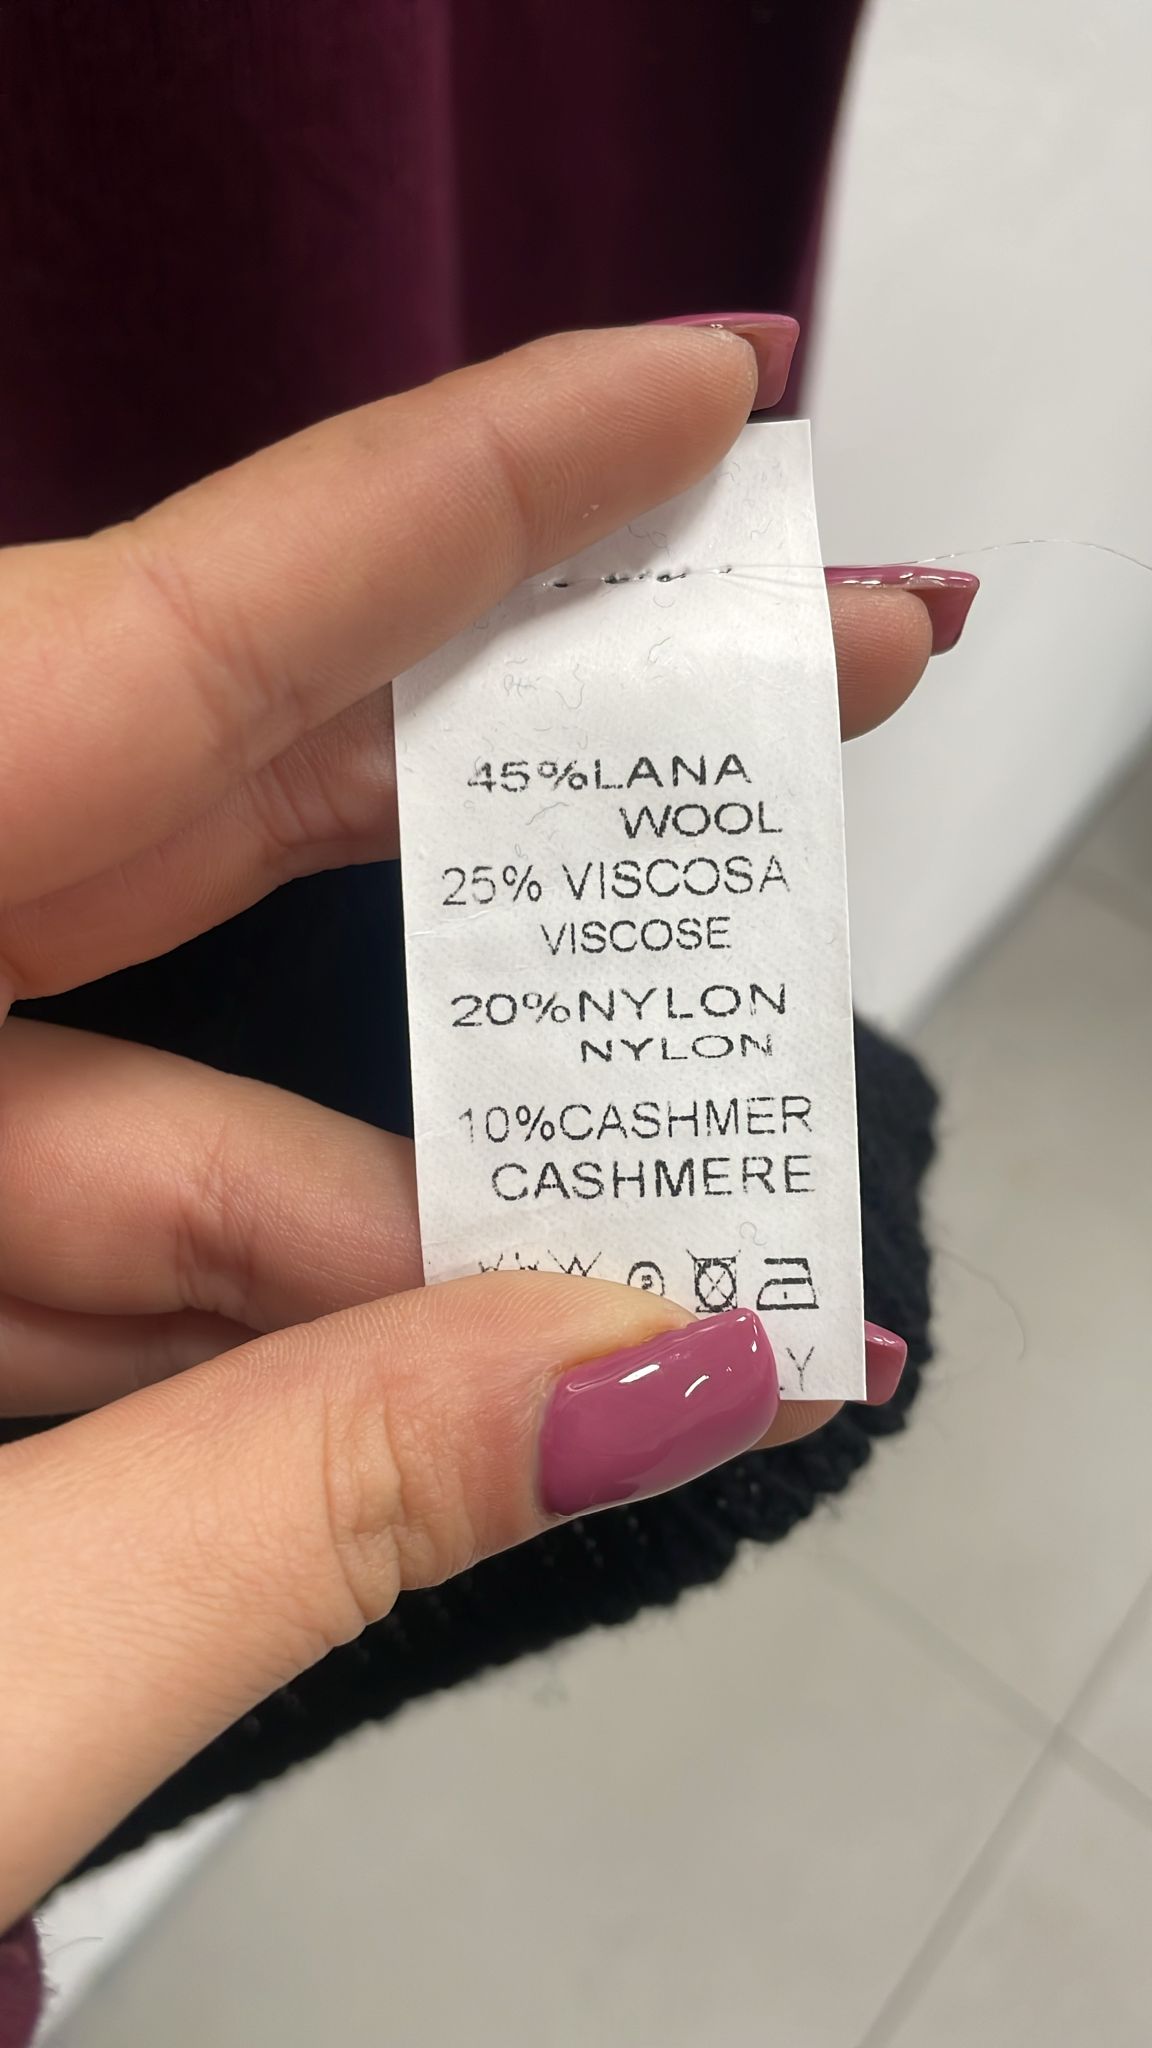 45%LANA
WOOL
25% VISCOSA
VISCOSE
20%NYLON
NYLON
10%CASHMER
CASHMERE
P